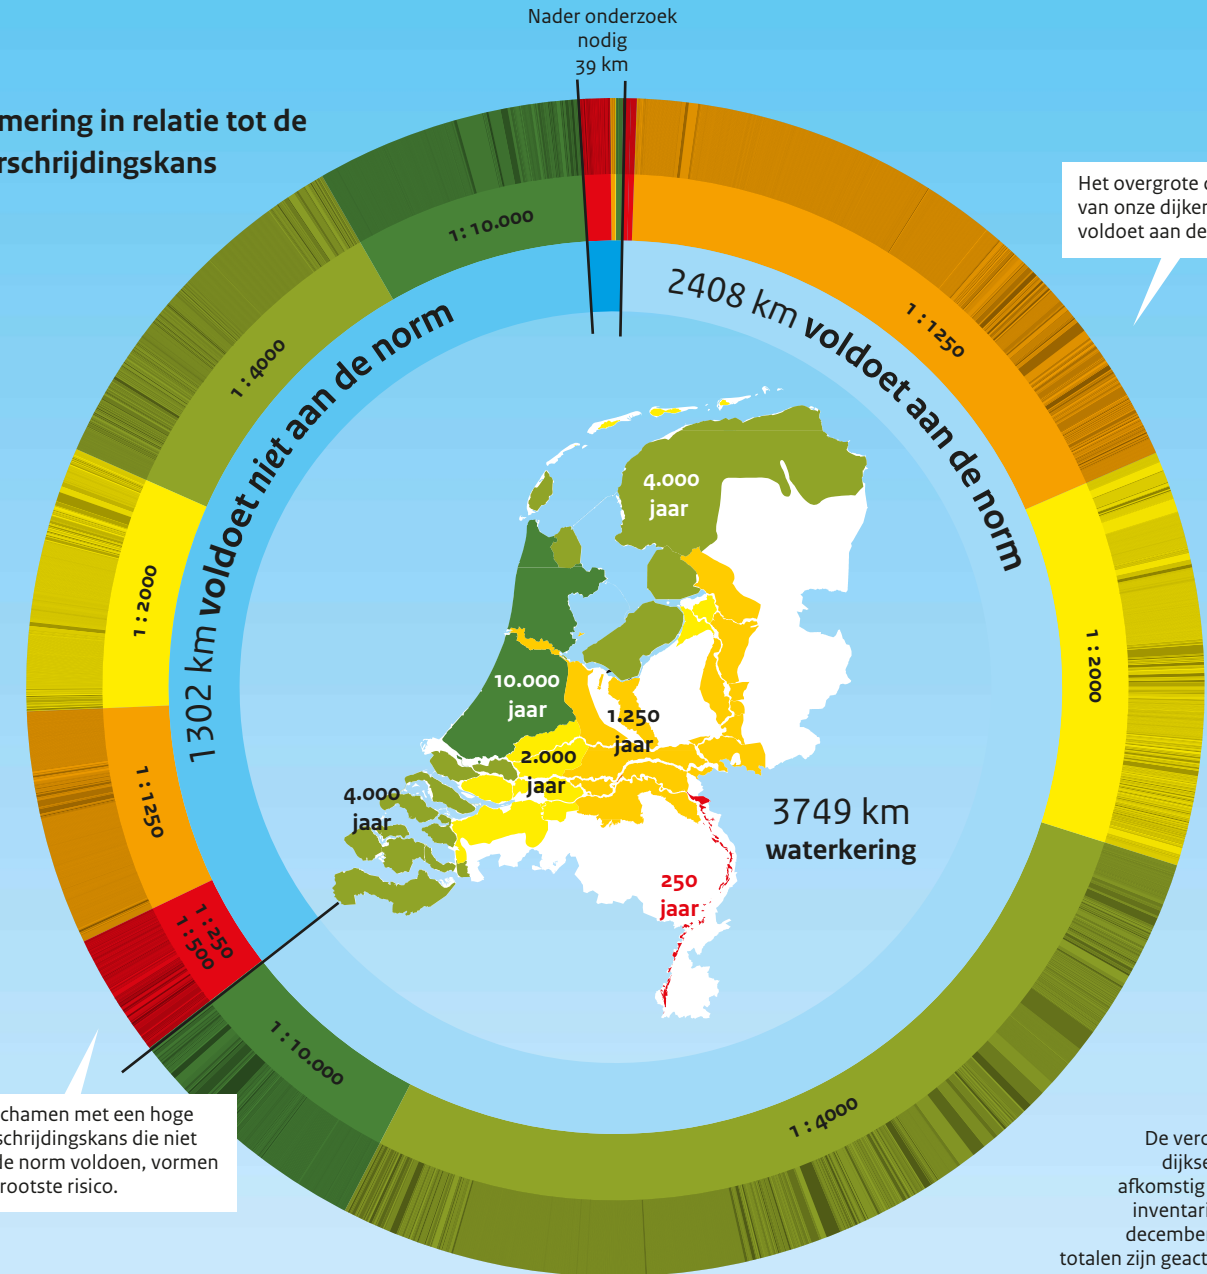 Nader onderzoek
nodig
39 km
mering in relatie tot de
rschrijdingskans
Het overgrote
van onze dijken
voldoet aan de
1:10.000
1:4000
1:2000
1:1250
1:250
1:500
1302 km voldoet niet aan de norm
2408 km voldoet aan de norm
1:1250
1:2000
1:4000
1:10.000
4.000
jaar
10.000
jaar
1.250
jaar
2.000
jaar
4.000
jaar
250
jaar
3749 km
waterkering
chamen met een hoge
schrijdingskans die niet
de norm voldoen, vormen
rootste risico.
De verd
dijkse
afkomstig
inventari
december
totalen zijn geact